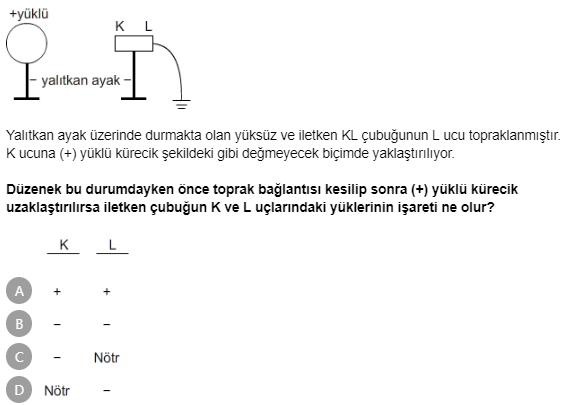 +yüklü
K L
– yalıtkan ayak –
Yalıtkan ayak üzerinde durmakta olan yüksüz ve iletken KL çubuğunun L ucu topraklanmıştır.
K ucuna (+) yüklü kürecik şekildeki gibi değmeyecek biçimde yaklaştırılıyor.
Düzenek bu durumdayken önce toprak bağlantısı kesilip sonra (+) yüklü kürecik
uzaklaştırılırsa iletken çubuğun K ve L uçlarındaki yüklerinin işareti ne olur?
K L
A + +
B – –
C – Nötr
D Nötr –